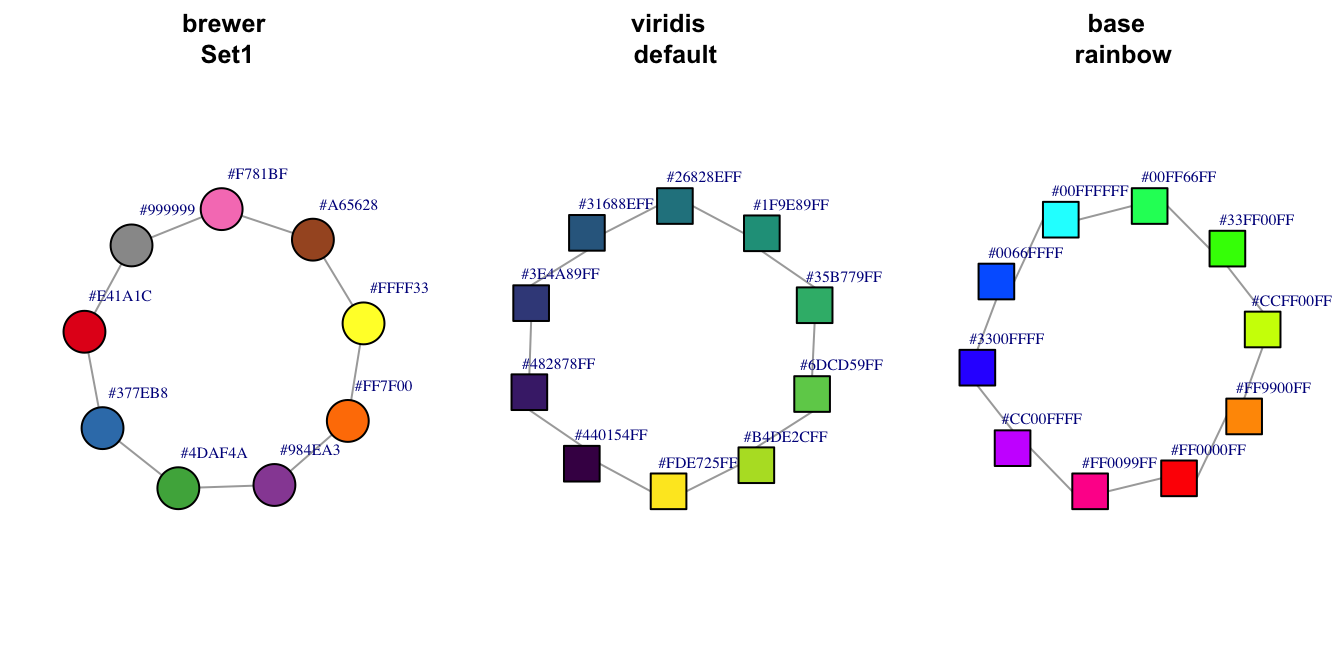 brewer
Set1
#F781BF
#999999
#A65628
#E41A1C
#FFFF33
#377EB8
#FF7F00
#4DAF4A
#984EA3
viridis
default
#26828EFF
#31688EFF
#1F9E89FF
#3E4A89FF
#35B779FF
#482878FF
#6DCD59FF
#440154FF
#B4DE2CFF
#FDE725FF
base
rainbow
#00FF66FF
#00FFFFFF
#33FF00FF
#0066FFFF
#CCFF00FF
#3300FFFF
#FF9900FF
#CC00FFFF
#FF0000FF
#FF0099FF